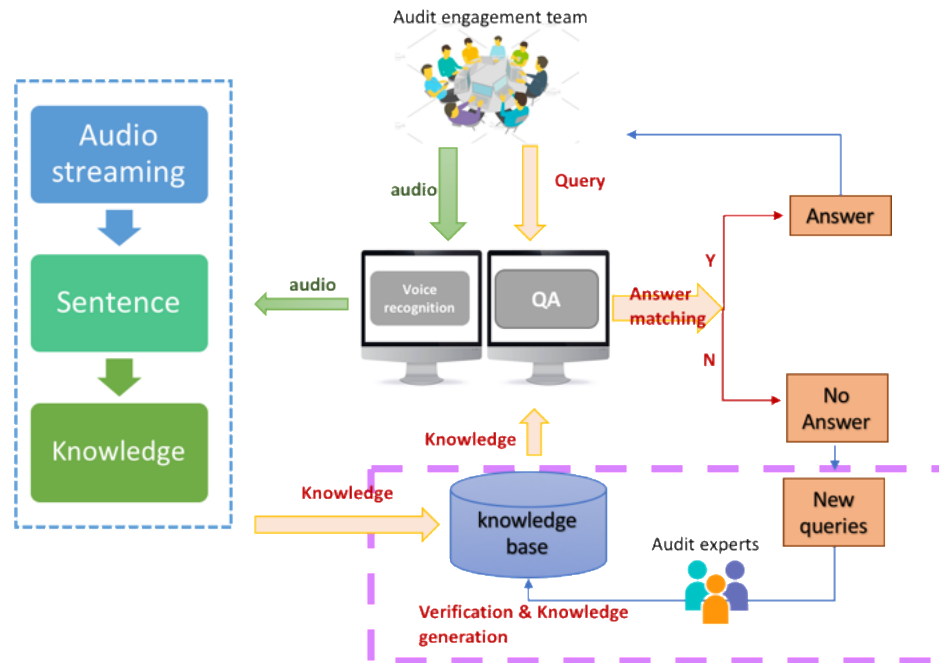 Audit engagement team
Audio
streaming
Sentence
Knowledge
audio
Query
audio
Voice
recognition
QA
Answer
matching
Y
N
Answer
No
Answer
Knowledge
Knowledge
knowledge
base
New
queries
Audit experts
Verification & Knowledge
generation